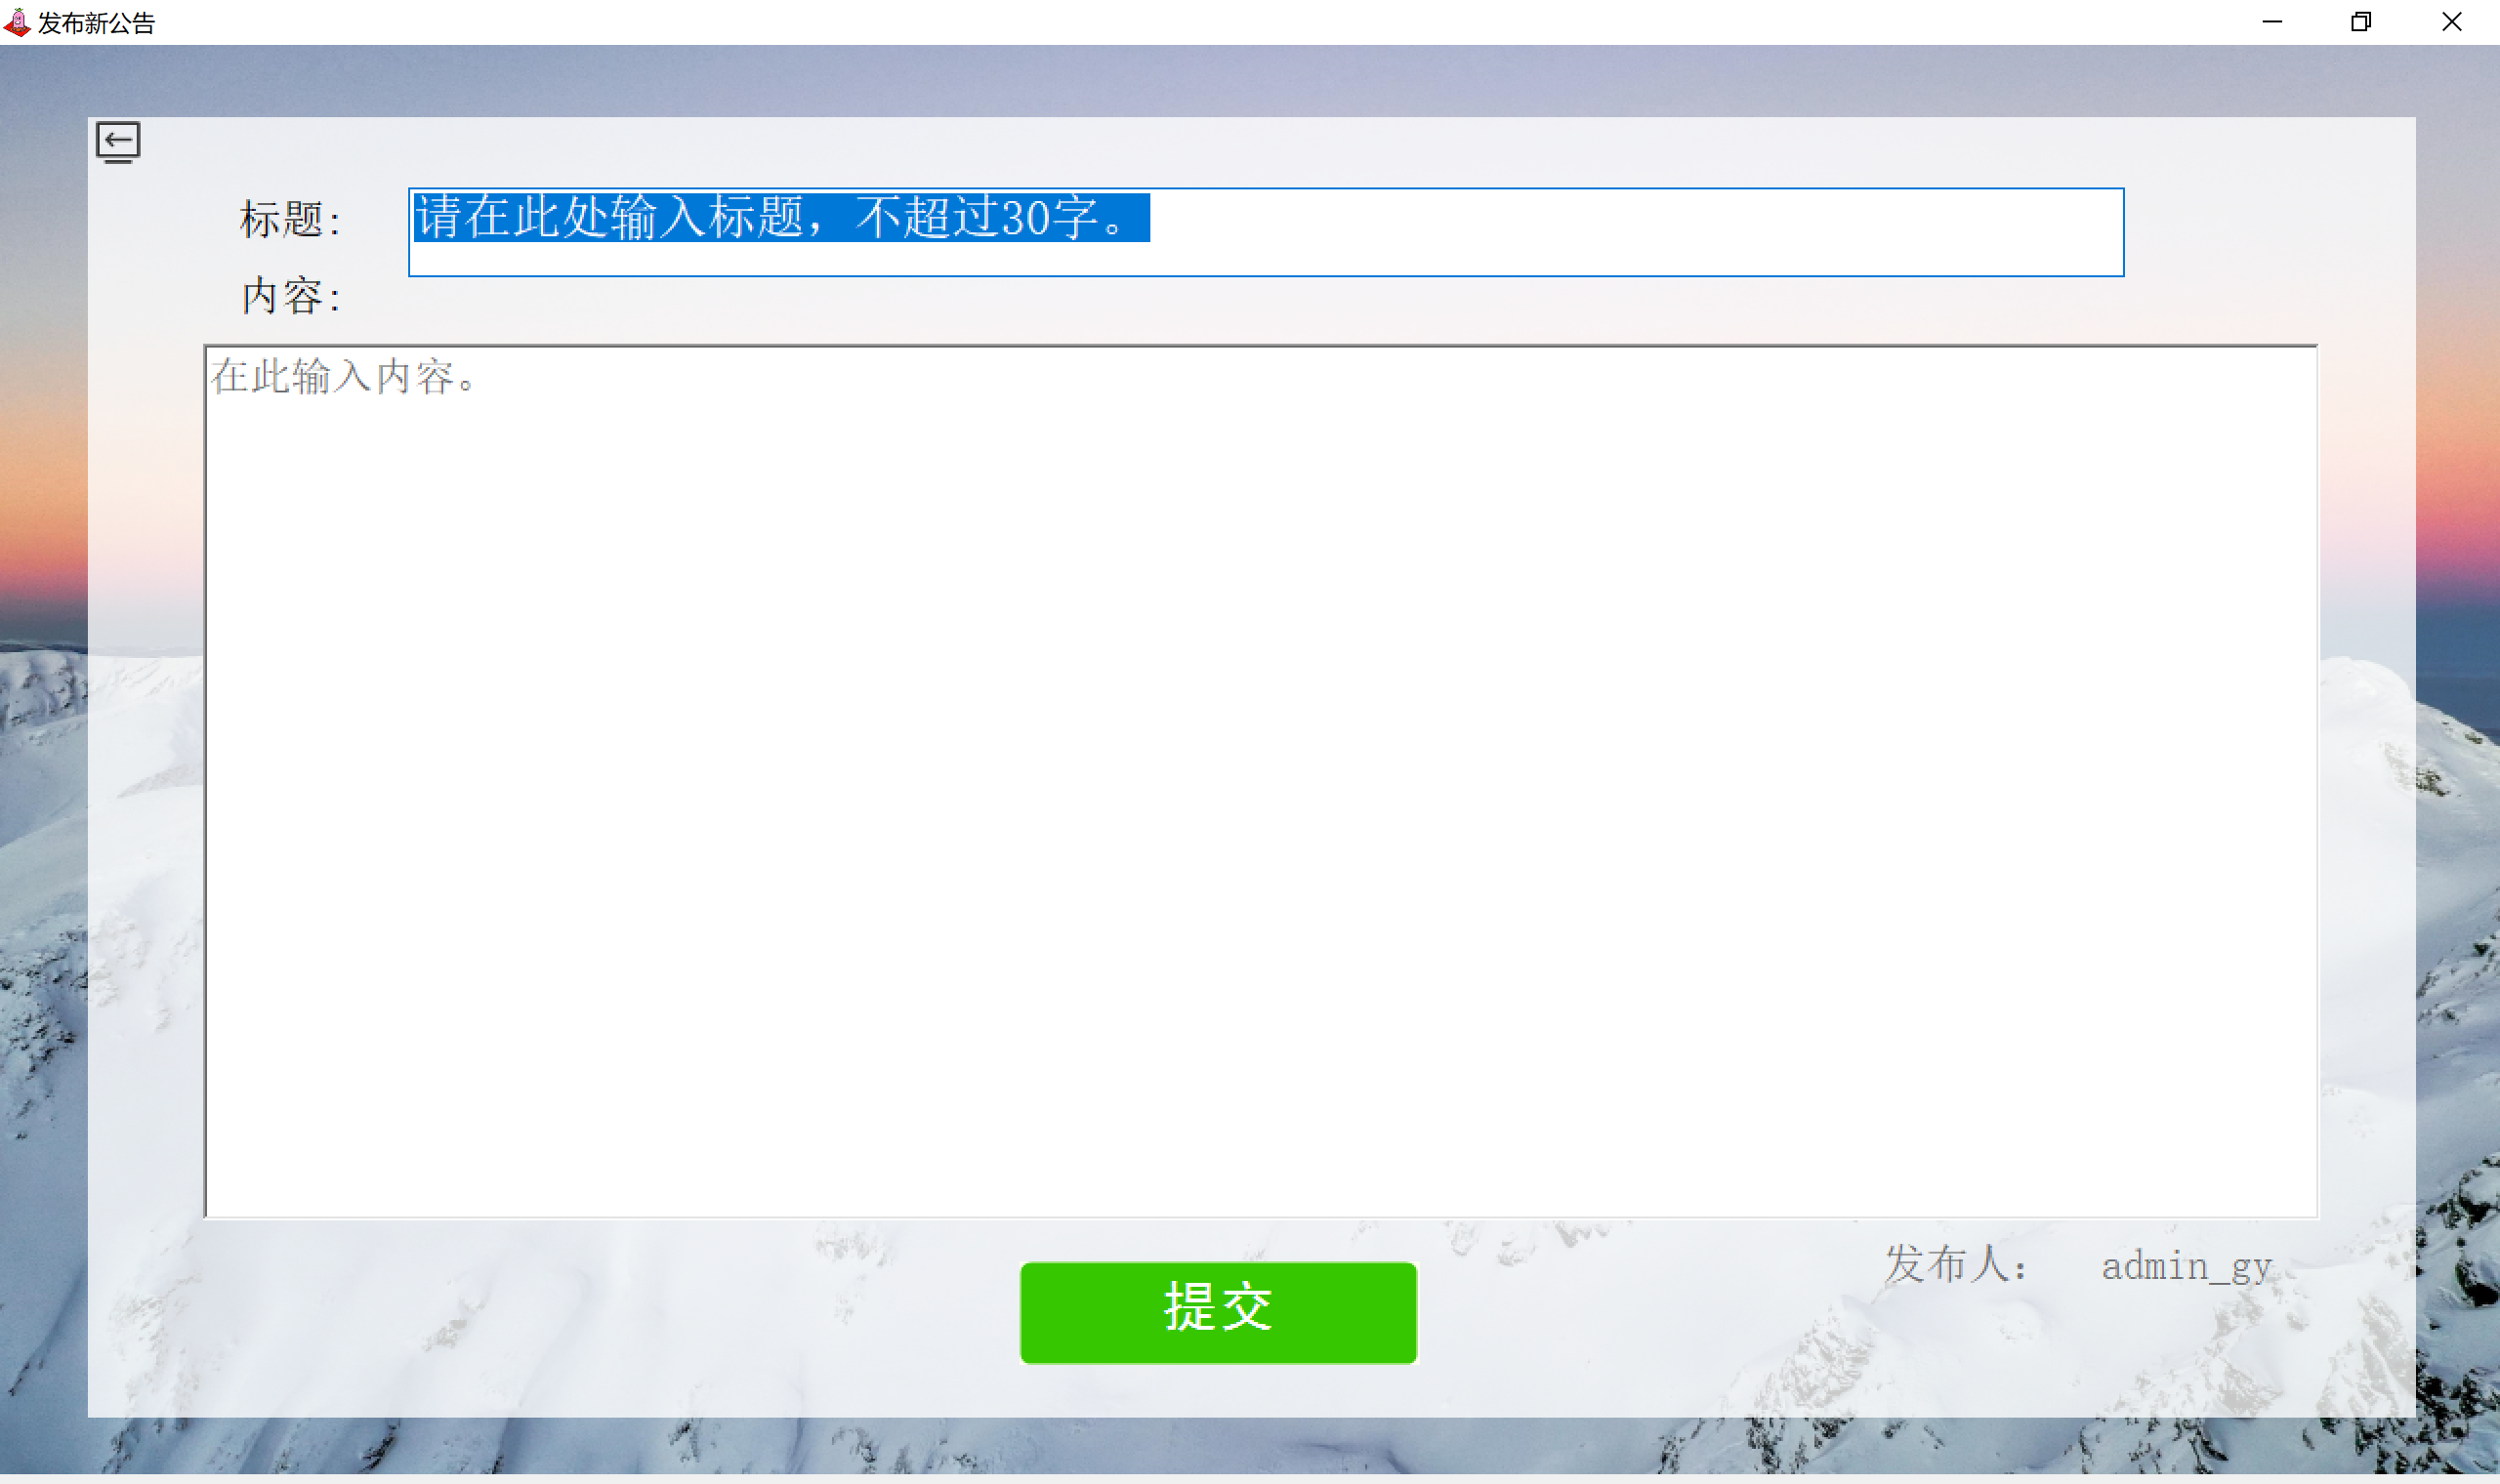 发布新公告
标题: 请在此处输入标题，不超过30字。
内容:
在此输入内容。
发布人： admin_gy
提交